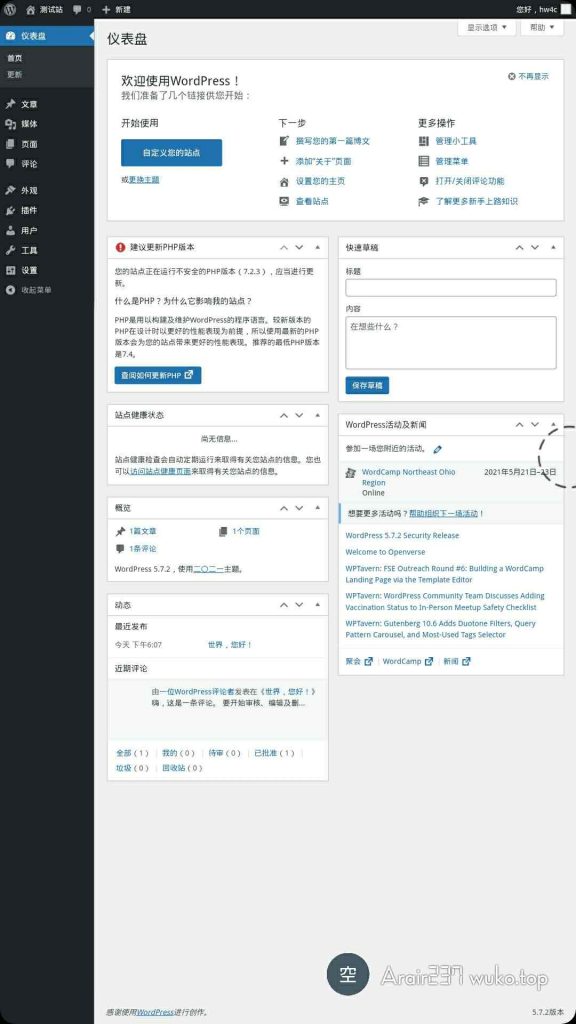 测试站
0
新建
您好，hw4c
仪表盘
首页
更新
文章
媒体
页面
评论
外观
插件
用户
工具
设置
收起菜单
显示选项
帮助
仪表盘
欢迎使用WordPress！
不再显示
我们准备了几个链接供您开始：
开始使用
自定义您的站点
或更换主题
下一步
撰写您的第一篇博文
添加“关于”页面
设置您的主页
查看站点
更多操作
管理小工具
管理菜单
打开/关闭评论功能
了解更多新手上路知识
建议更新PHP版本
您的站点正在运行不安全的PHP版本（7.2.3），应当进行更
新。
什么是PHP？为什么它影响我的站点？
PHP是用以构建及维护WordPress的程序语言。较新版本的
PHP在设计时以更好的性能表现为前提，所以使用最新的PHP
版本会为您的站点带来更好的性能表现。推荐的最低PHP版本
是7.4。
查阅如何更新PHP
站点健康状态
尚无信息…
站点健康检查会自动定期运行来取得有关您站点的信息。您也
可以访问站点健康页面来取得有关您站点的信息。
概览
1篇文章
1个页面
1条评论
WordPress 5.7.2，使用二〇二一主题。
动态
最近发布
今天 下午6:07
世界，您好！
近期评论
由一位WordPress评论者发表在《世界，您好！》
嗨，这是一条评论。 要开始审核、编辑及删…
全部（1）
我的（0）
待审（0）
已批准（1）
垃圾（0）
回收站（0）
快速草稿
标题
内容
在想些什么？
保存草稿
WordPress活动及新闻
参加一场您附近的活动。
WordCamp Northeast Ohio
Region
Online
2021年5月21日–23日
想要更多活动吗？帮助组织下一场活动！
WordPress 5.7.2 Security Release
Welcome to Openverse
WPTavern: FSE Outreach Round #6: Building a WordCamp
Landing Page via the Template Editor
WPTavern: WordPress Community Team Discusses Adding
Vaccination Status to In-Person Meetup Safety Checklist
WPTavern: Gutenberg 10.6 Adds Duotone Filters, Query
Pattern Carousel, and Most-Used Tags Selector
聚会
WordCamp
新闻
空
Arair237 wuko.top
感谢使用WordPress进行创作。
5.7.2版本